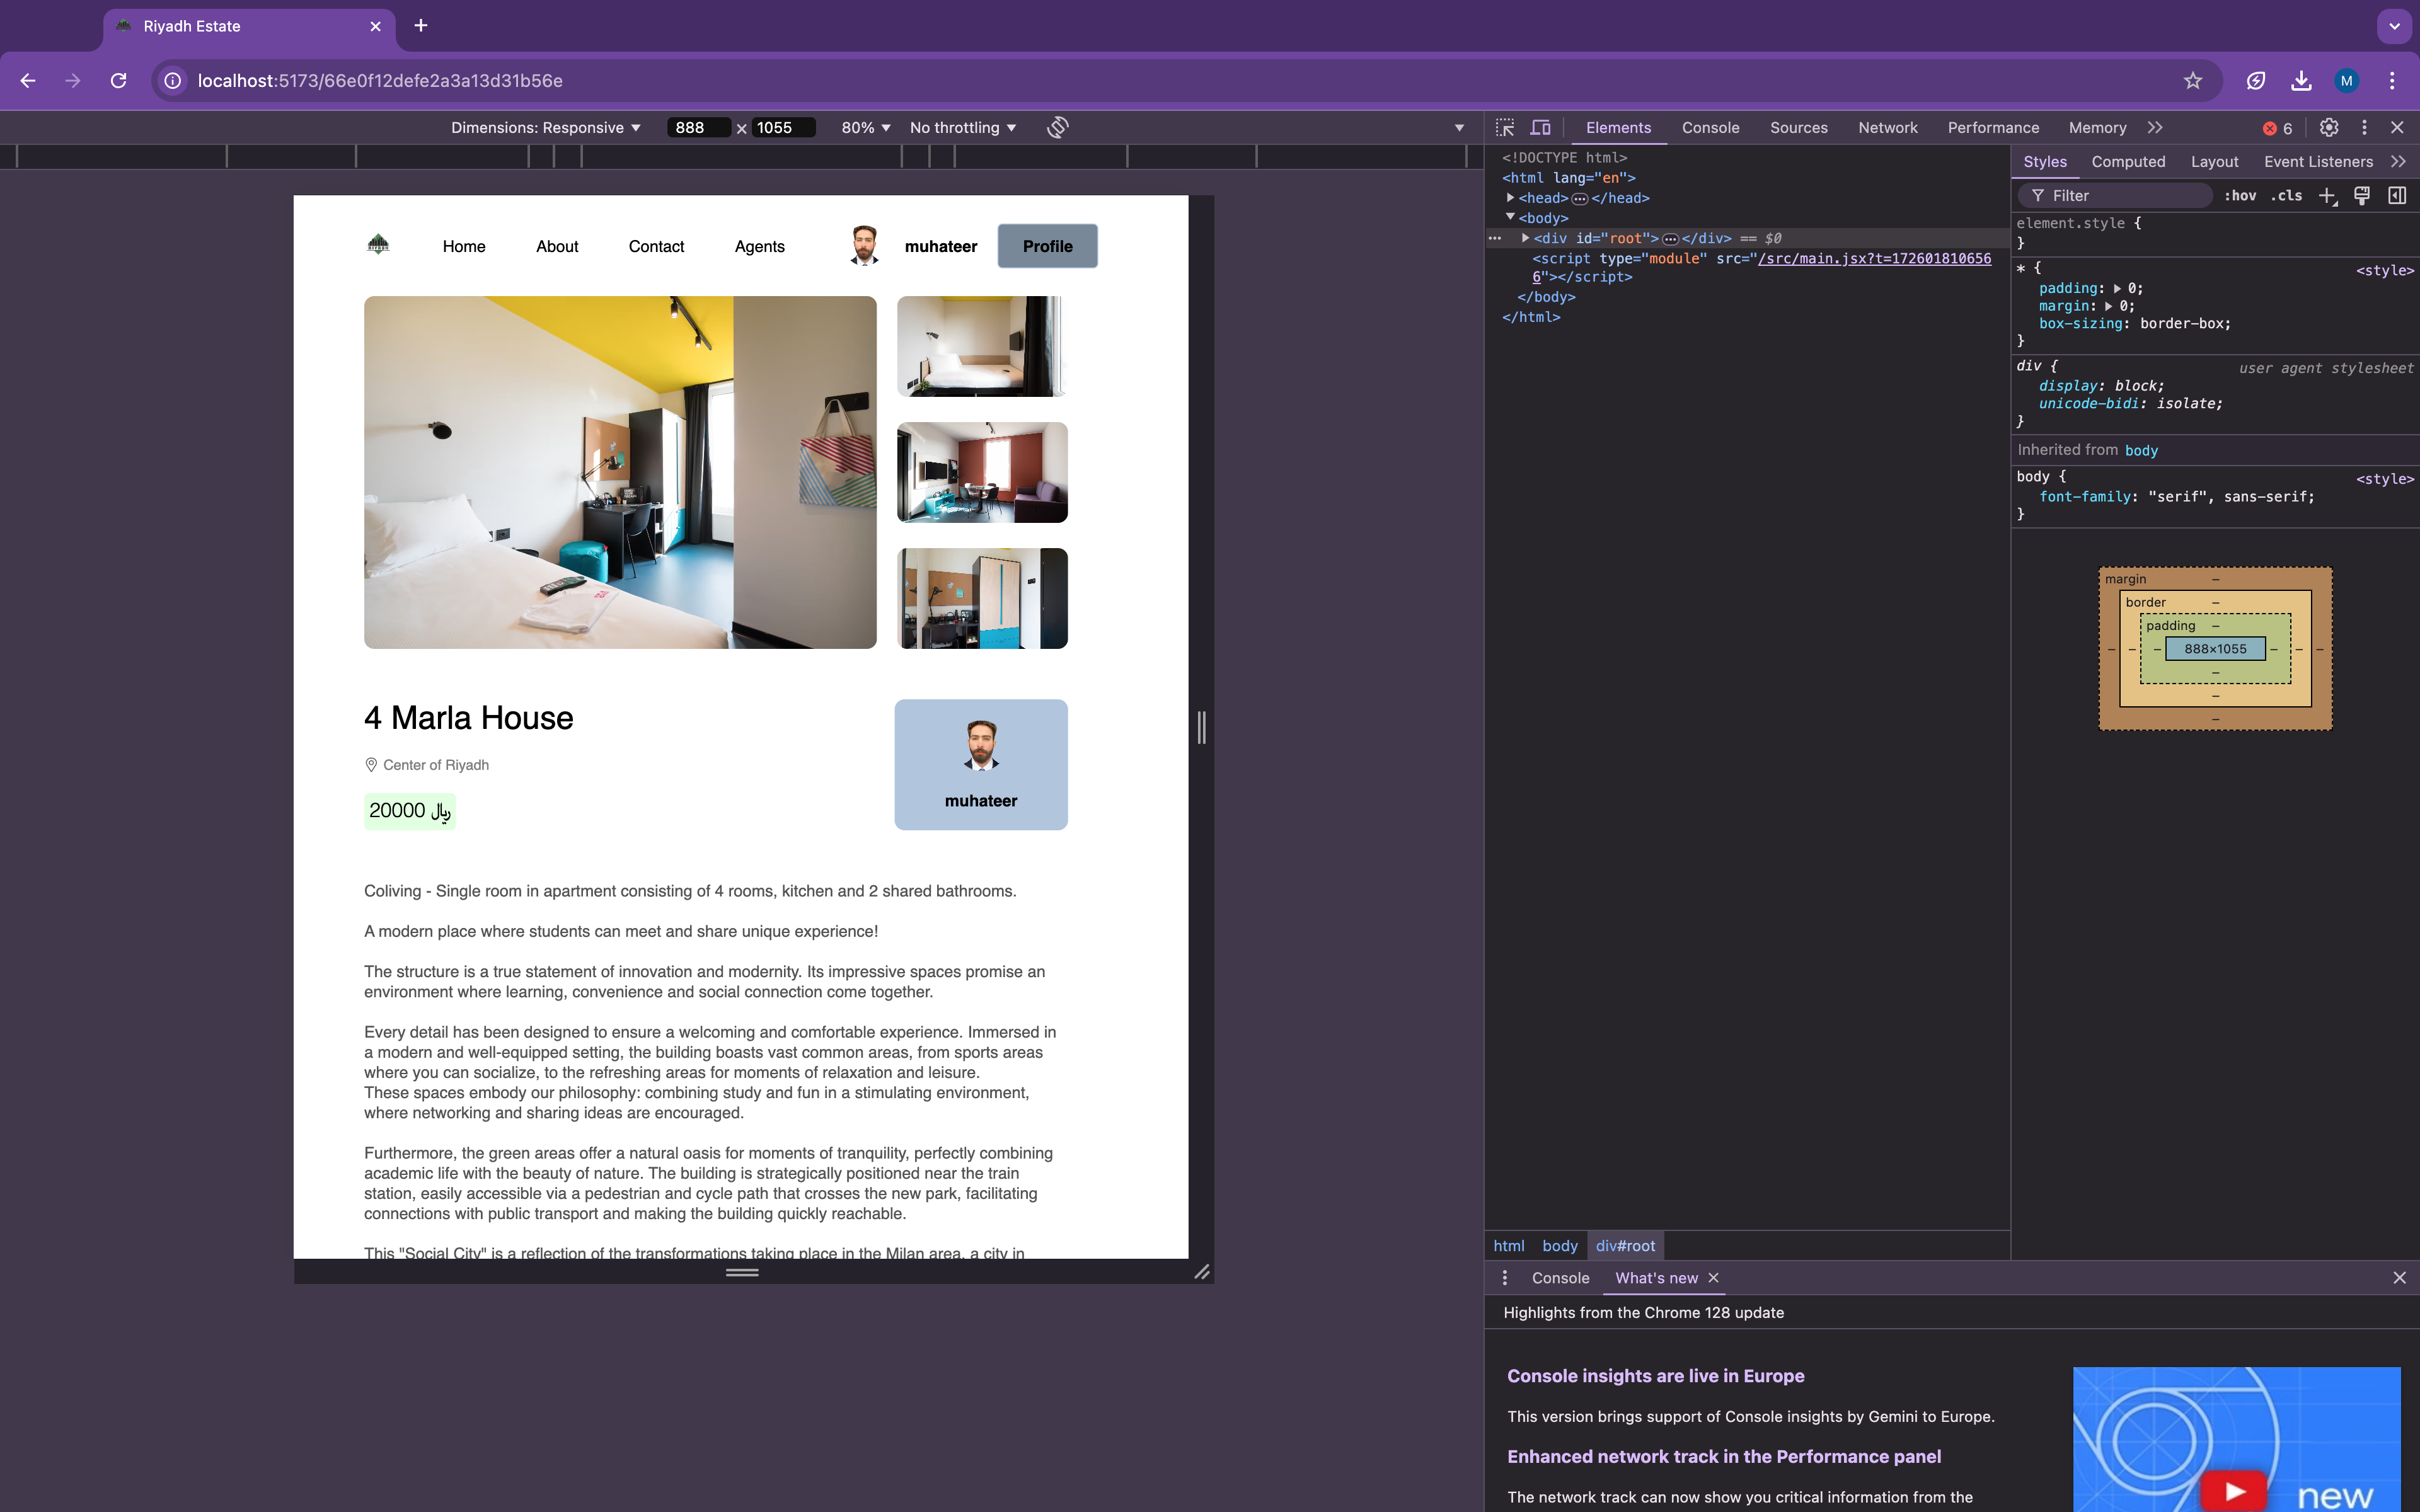 Riyadh Estate
localhost:5173/66e0f12defe2a3a13d31b56e
M
Dimensions: Responsive
888 x 1055
80%
No throttling
Home
About
Contact
Agents
muhateer
Profile
4 Marla House
Center of Riyadh
20000 ﷼
muhateer
Coliving - Single room in apartment consisting of 4 rooms, kitchen and 2 shared bathrooms.
A modern place where students can meet and share unique experience!
The structure is a true statement of innovation and modernity. Its impressive spaces promise an
environment where learning, convenience and social connection come together.
Every detail has been designed to ensure a welcoming and comfortable experience. Immersed in
a modern and well-equipped setting, the building boasts vast common areas, from sports areas
where you can socialize, to the refreshing areas for moments of relaxation and leisure.
These spaces embody our philosophy: combining study and fun in a stimulating environment,
where networking and sharing ideas are encouraged.
Furthermore, the green areas offer a natural oasis for moments of tranquility, perfectly combining
academic life with the beauty of nature. The building is strategically positioned near the train
station, easily accessible via a pedestrian and cycle path that crosses the new park, facilitating
connections with public transport and making the building quickly reachable.
This "Social City" is a reflection of the transformations taking place in the Milan area, a city in
Elements
Console
Sources
Network
Performance
Memory
6
<!DOCTYPE html>
<html lang="en">
<head>…</head>
<body>
<div id="root">…</div> == $0
<script type="module" src="/src/main.jsx?t=172601810656
6"></script>
</body>
</html>
html
body
div#root
Styles
Computed
Layout
Event Listeners
Filter
:hov
.cls
element.style {
}
* {
<style>
padding: 0;
margin: 0;
box-sizing: border-box;
}
div {
user agent stylesheet
display: block;
unicode-bidi: isolate;
}
Inherited from body
body {
<style>
font-family: "serif", sans-serif;
}
margin –
border –
padding –
– – – 888×1055 – – –
–
–
–
Console
What's new
Highlights from the Chrome 128 update
Console insights are live in Europe
This version brings support of Console insights by Gemini to Europe.
Enhanced network track in the Performance panel
The network track can now show you critical information from the
new